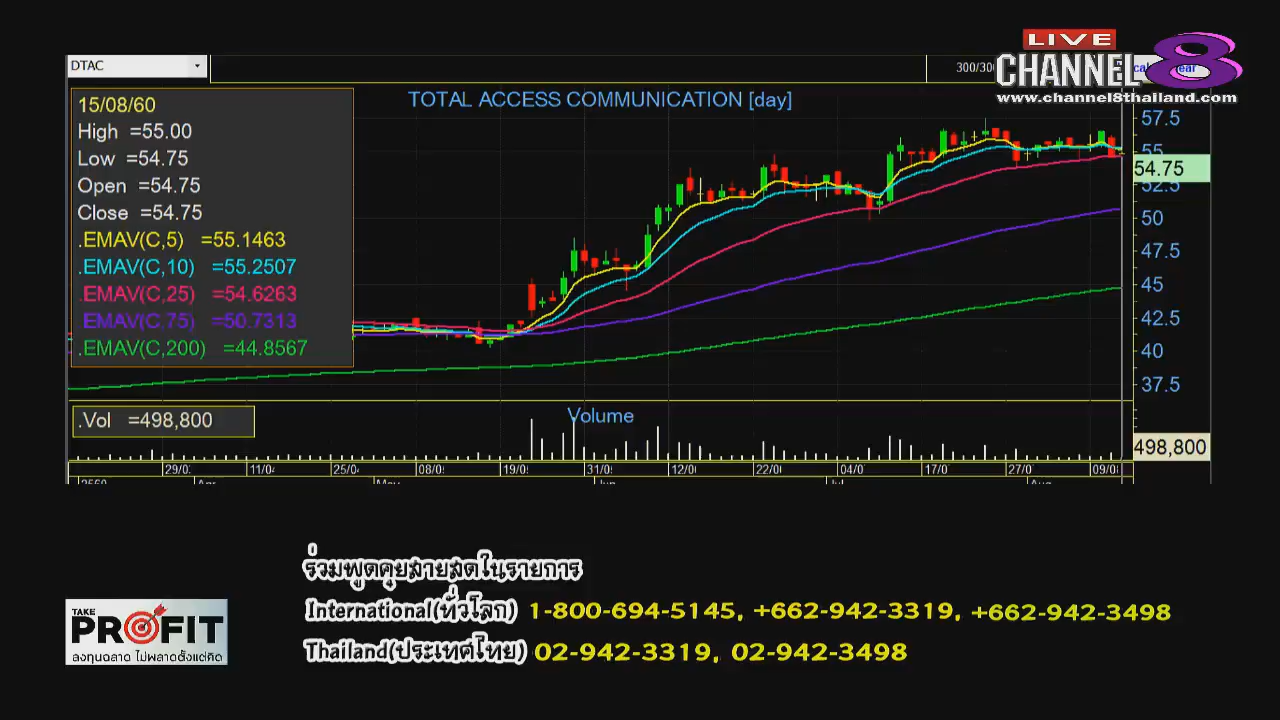 LIVE
CHANNEL 8
www.channel8thailand.com
DTAC
TOTAL ACCESS COMMUNICATION [day]
15/08/60
High =55.00
Low =54.75
Open =54.75
Close =54.75
.EMAV(C,5) =55.1463
.EMAV(C,10) =55.2507
.EMAV(C,25) =54.6263
.EMAV(C,75) =50.7313
.EMAV(C,200) =44.8567
57.5
55
54.75
52.5
50
47.5
45
42.5
40
37.5
.Vol =498,800
Volume
498,800
29/0 11/0 25/0 08/0 19/0 31/0 12/0 22/0 04/0 17/0 27/0 09/0
2560 Apr May Jun Jul Aug
ร่วมพูดคุยสายสดในรายการ
International(ทั่วโลก) 1-800-694-5145, +662-942-3319, +662-942-3498
Thailand(ประเทศไทย) 02-942-3319, 02-942-3498
TAKE
PROFIT
ลงทุนฉลาด ไม่พลาดตั้งแต่คิด